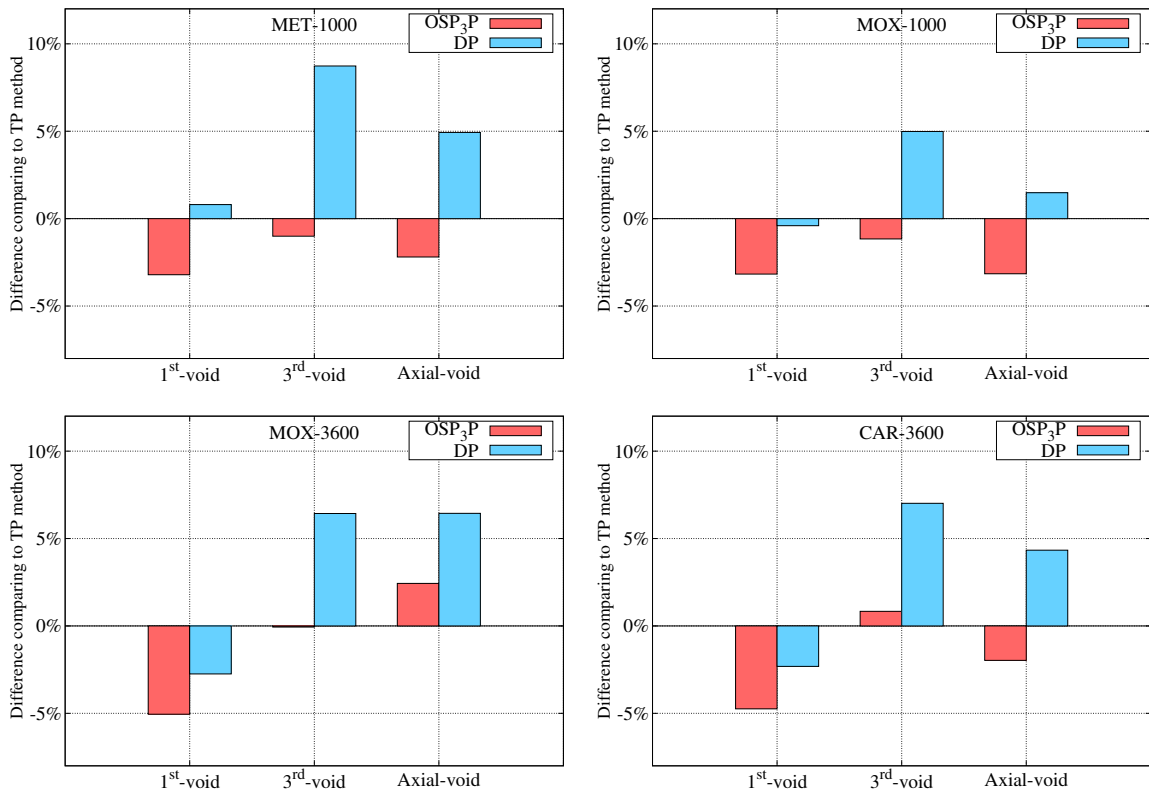 MET-1000
OSP₃P
DP
Difference comparing to TP method
10%
5%
0%
-5%
1ˢᵗ-void 3ʳᵈ-void Axial-void
MOX-1000
OSP₃P
DP
Difference comparing to TP method
10%
5%
0%
-5%
1ˢᵗ-void 3ʳᵈ-void Axial-void
MOX-3600
OSP₃P
DP
Difference comparing to TP method
10%
5%
0%
-5%
1ˢᵗ-void 3ʳᵈ-void Axial-void
CAR-3600
OSP₃P
DP
Difference comparing to TP method
10%
5%
0%
-5%
1ˢᵗ-void 3ʳᵈ-void Axial-void